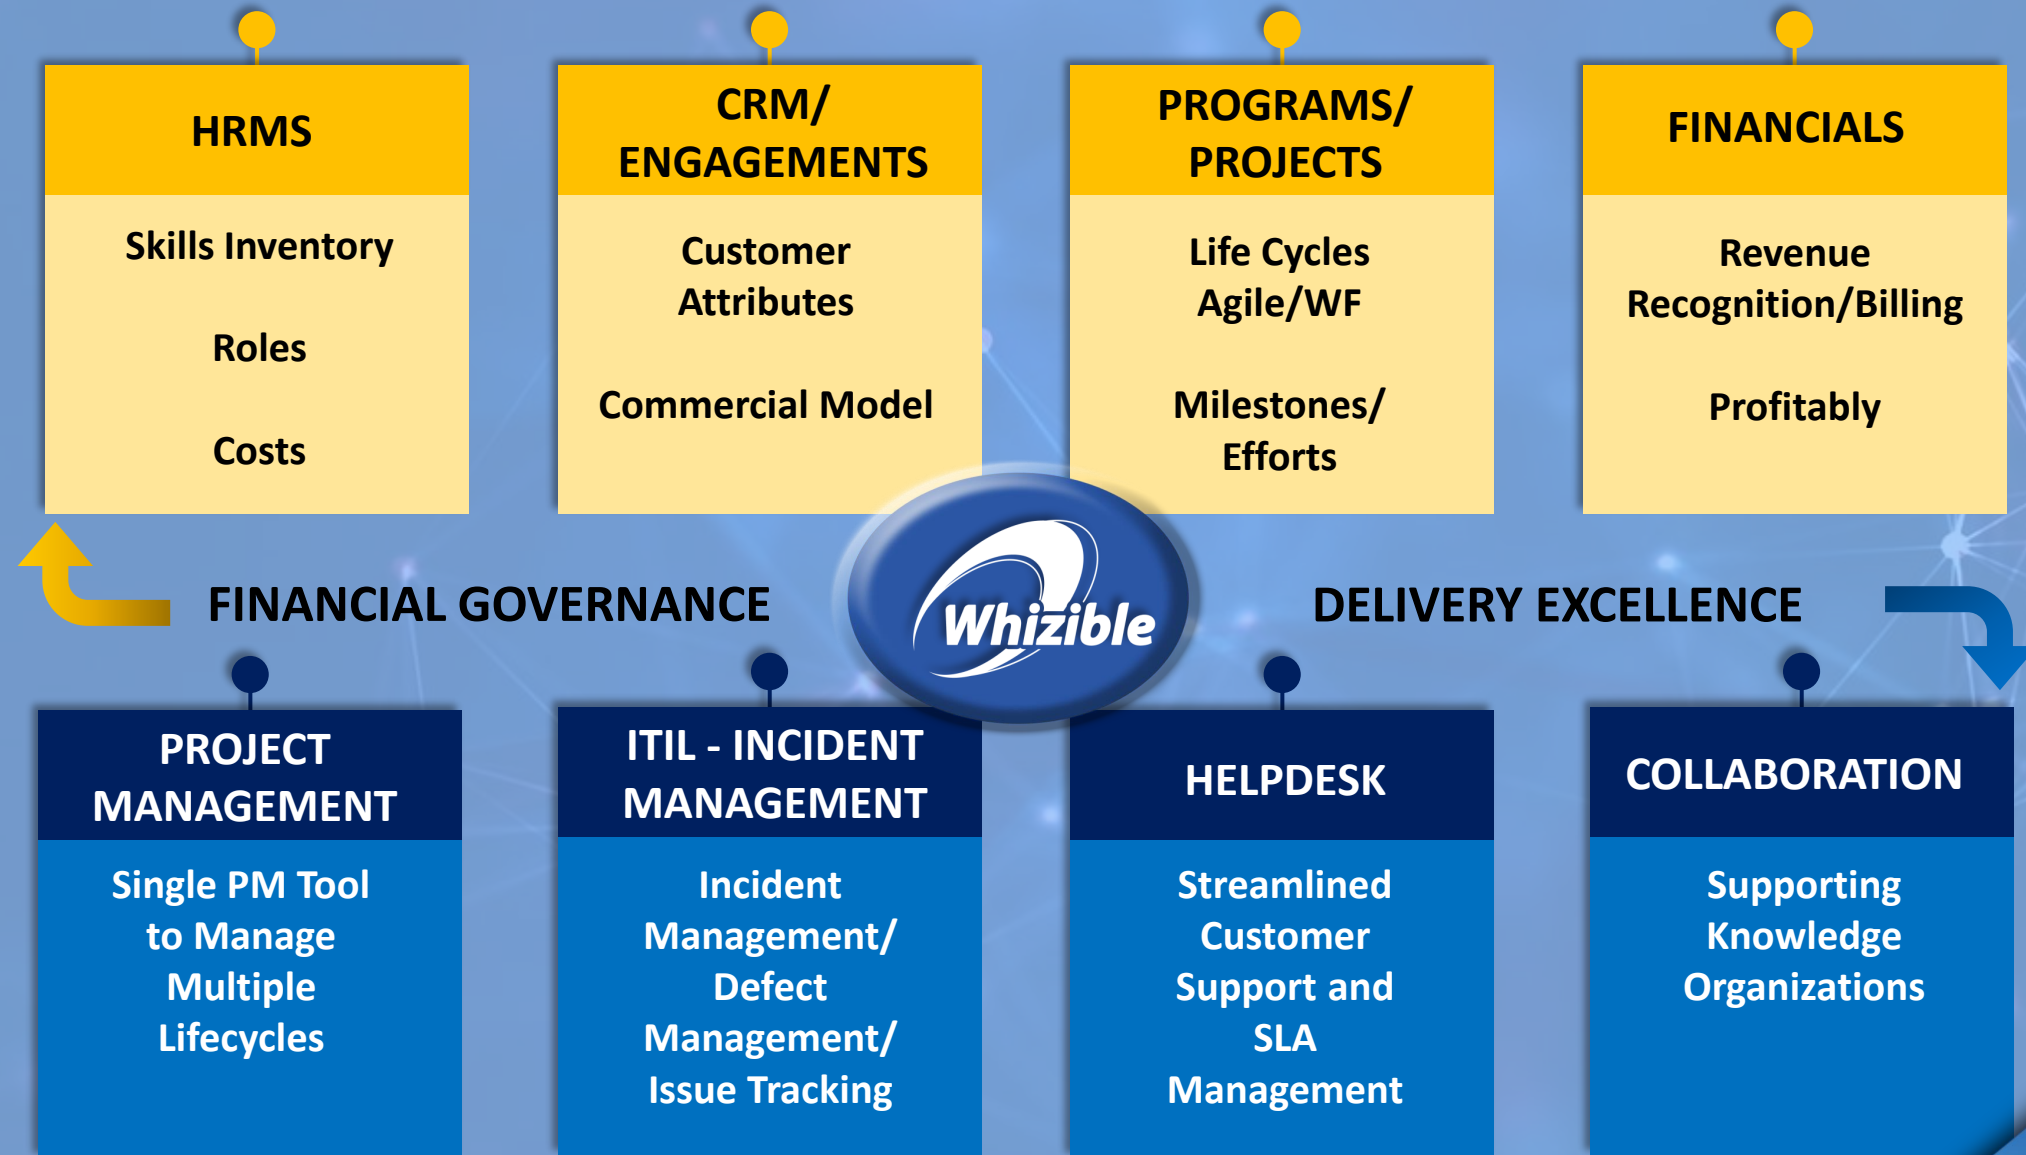 HRMS
Skills Inventory
Roles
Costs
CRM/
ENGAGEMENTS
Customer
Attributes
Commercial Model
PROGRAMS/
PROJECTS
Life Cycles
Agile/WF
Milestones/
Efforts
FINANCIALS
Revenue
Recognition/Billing
Profitably
FINANCIAL GOVERNANCE
Whizible
DELIVERY EXCELLENCE
PROJECT
MANAGEMENT
Single PM Tool
to Manage
Multiple
Lifecycles
ITIL - INCIDENT
MANAGEMENT
Incident
Management/
Defect
Management/
Issue Tracking
HELPDESK
Streamlined
Customer
Support and
SLA
Management
COLLABORATION
Supporting
Knowledge
Organizations